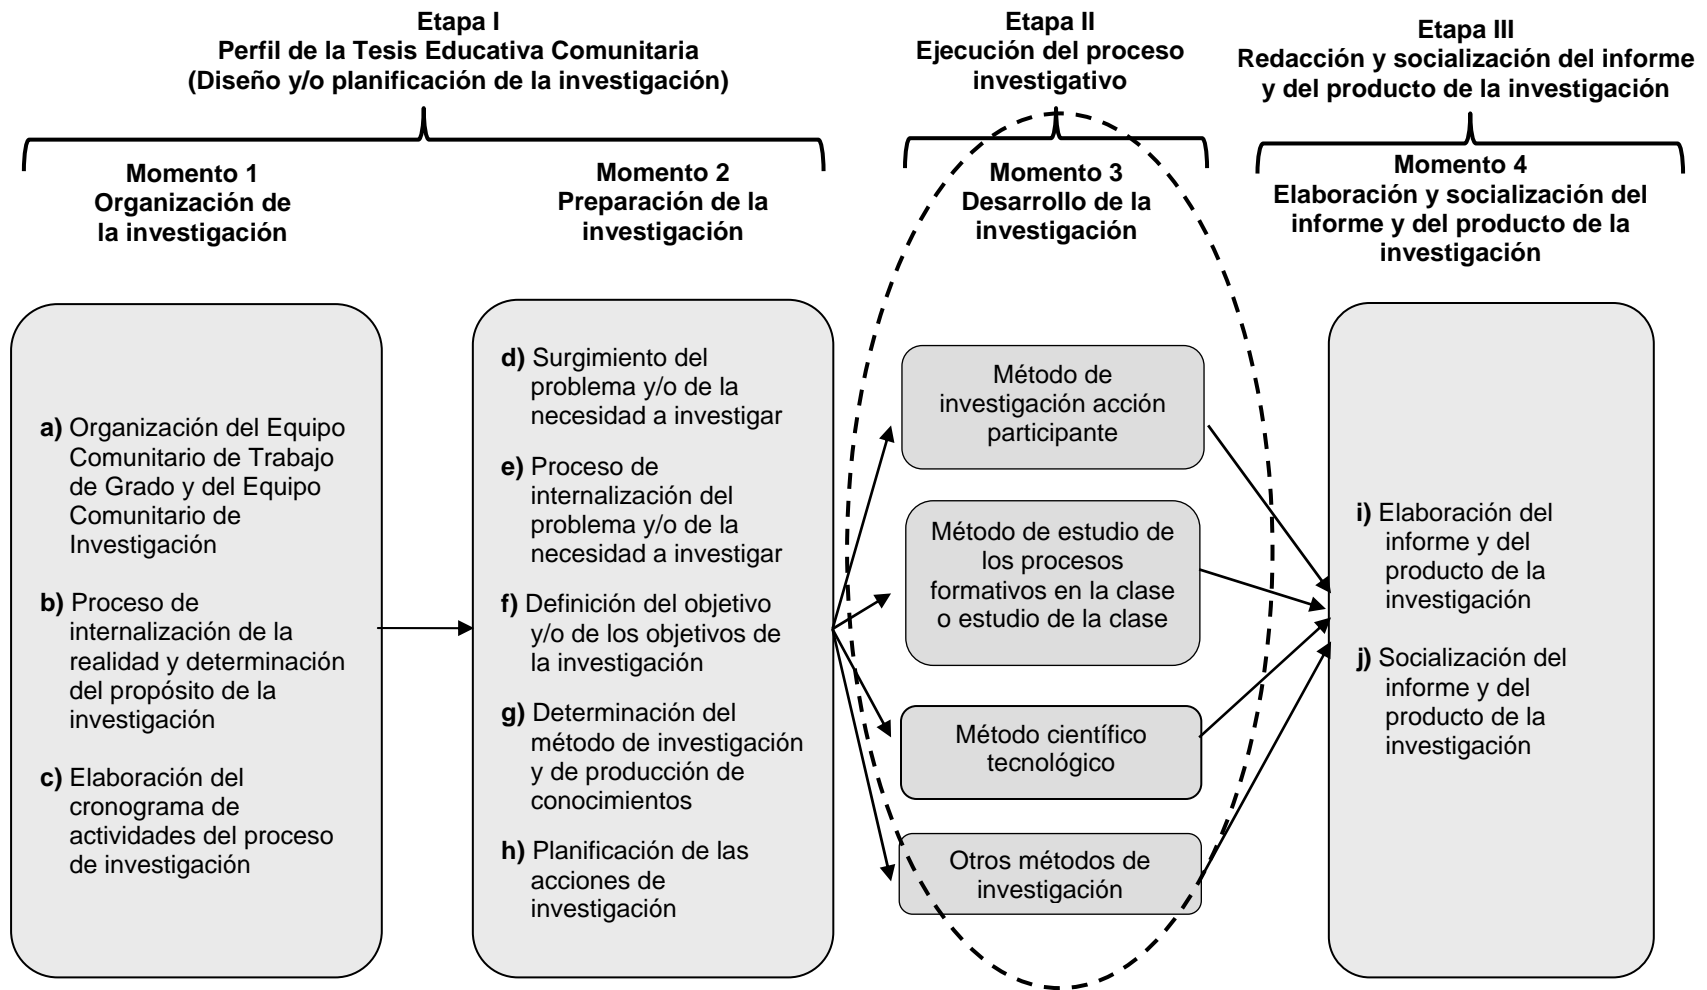 Etapa I
Perfil de la Tesis Educativa Comunitaria
(Diseño y/o planificación de la investigación)
Momento 1
Organización de
la investigación
a) Organización del Equipo
Comunitario de Trabajo
de Grado y del Equipo
Comunitario de
Investigación
b) Proceso de
internalización de la
realidad y determinación
del propósito de la
investigación
c) Elaboración del
cronograma de
actividades del proceso
de investigación
Momento 2
Preparación de la
investigación
d) Surgimiento del
problema y/o de la
necesidad a investigar
e) Proceso de
internalización del
problema y/o de la
necesidad a investigar
f) Definición del objetivo
y/o de los objetivos de
la investigación
g) Determinación del
método de investigación
y de producción de
conocimientos
h) Planificación de las
acciones de
investigación
Etapa II
Ejecución del proceso
investigativo
Momento 3
Desarrollo de la
investigación
Método de
investigación acción
participante
Método de estudio de
los procesos
formativos en la clase
o estudio de la clase
Método científico
tecnológico
Otros métodos de
investigación
Etapa III
Redacción y socialización del informe
y del producto de la investigación
Momento 4
Elaboración y socialización del
informe y del producto de la
investigación
i) Elaboración del
informe y del
producto de la
investigación
j) Socialización del
informe y del
producto de la
investigación